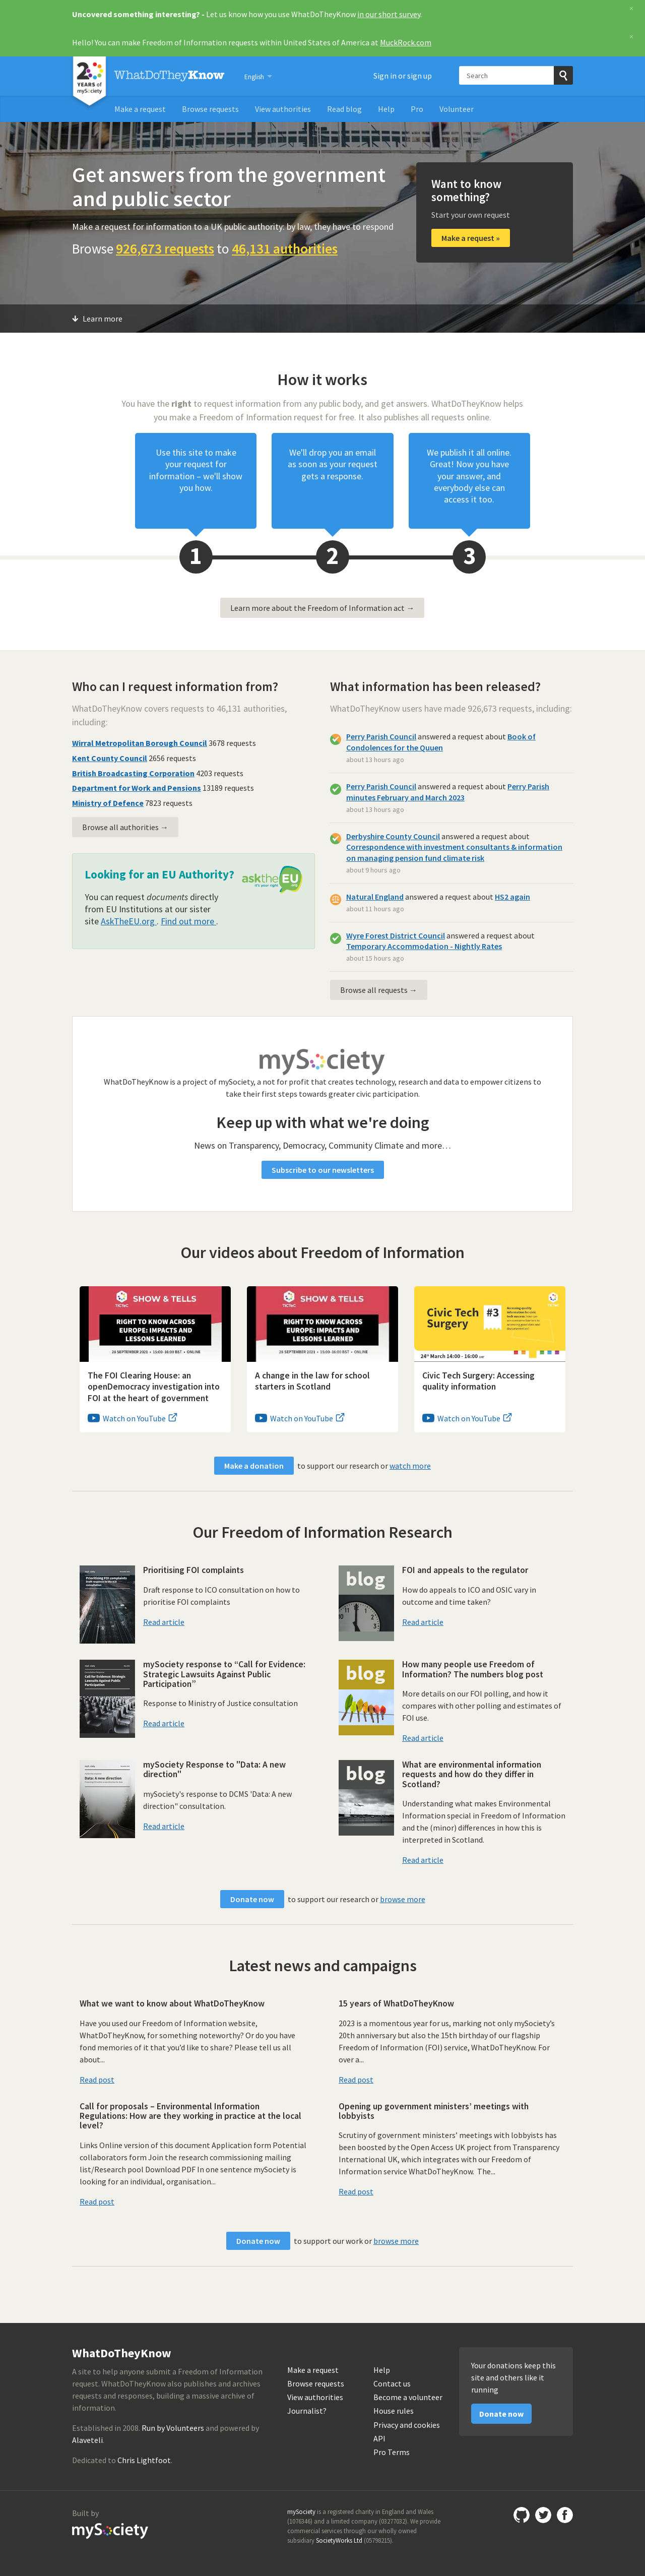 Uncovered something interesting? - Let us know how you use WhatDoTheyKnow in our short survey.
×
Hello! You can make Freedom of Information requests within United States of America at MuckRock.com
×
20
YEARS of
mySociety
WhatDoTheyKnow
English
Sign in or sign up
Search
Make a request
Browse requests
View authorities
Read blog
Help
Pro
Volunteer
Get answers from the government
and public sector
Make a request for information to a UK public authority: by law, they have to respond
Browse 926,673 requests to 46,131 authorities
Want to know
something?
Start your own request
Make a request »
Learn more
How it works
You have the right to request information from any public body, and get answers. WhatDoTheyKnow helps
you make a Freedom of Information request for free. It also publishes all requests online.
Use this site to make
your request for
information – we'll show
you how.
We'll drop you an email
as soon as your request
gets a response.
We publish it all online.
Great! Now you have
your answer, and
everybody else can
access it too.
1
2
3
Learn more about the Freedom of Information act →
Who can I request information from?
WhatDoTheyKnow covers requests to 46,131 authorities,
including:
Wirral Metropolitan Borough Council 3678 requests
Kent County Council 2656 requests
British Broadcasting Corporation 4203 requests
Department for Work and Pensions 13189 requests
Ministry of Defence 7823 requests
Browse all authorities →
Looking for an EU Authority?
asktheEU
it's your right
You can request documents directly
from EU Institutions at our sister
site AskTheEU.org . Find out more .
What information has been released?
WhatDoTheyKnow users have made 926,673 requests, including:
Perry Parish Council answered a request about Book of
Condolences for the Quuen
about 13 hours ago
Perry Parish Council answered a request about Perry Parish
minutes February and March 2023
about 13 hours ago
Derbyshire County Council answered a request about
Correspondence with investment consultants & information
on managing pension fund climate risk
about 9 hours ago
Natural England answered a request about HS2 again
about 11 hours ago
Wyre Forest District Council answered a request about
Temporary Accommodation - Nightly Rates
about 15 hours ago
Browse all requests →
mySociety
WhatDoTheyKnow is a project of mySociety, a not for profit that creates technology, research and data to empower citizens to
take their first steps towards greater civic participation.
Keep up with what we're doing
News on Transparency, Democracy, Community Climate and more…
Subscribe to our newsletters
Our videos about Freedom of Information
TICTeC
SHOW & TELLS
RIGHT TO KNOW ACROSS
EUROPE: IMPACTS AND
LESSONS LEARNED
The FOI Clearing House: an
openDemocracy investigation into
FOI at the heart of government
Watch on YouTube
TICTeC
SHOW & TELLS
RIGHT TO KNOW ACROSS
EUROPE: IMPACTS AND
LESSONS LEARNED
A change in the law for school
starters in Scotland
Watch on YouTube
Civic Tech
Surgery
#3
24th March 14:00 - 16:00
Civic Tech Surgery: Accessing
quality information
Watch on YouTube
Make a donation to support our research or watch more
Our Freedom of Information Research
Prioritising FOI complaints
Prioritising FOI complaints
Draft response to ICO consultation on how to
prioritise FOI complaints
Read article
blog
FOI and appeals to the regulator
How do appeals to ICO and OSIC vary in
outcome and time taken?
Read article
mySociety response to “Call for Evidence:
Strategic Lawsuits Against Public
Participation”
Response to Ministry of Justice consultation
Read article
blog
How many people use Freedom of
Information? The numbers blog post
More details on our FOI polling, and how it
compares with other polling and estimates of
FOI use.
Read article
Data: A new direction
mySociety Response to "Data: A new
direction"
mySociety's response to DCMS 'Data: A new
direction" consultation.
Read article
blog
What are environmental information
requests and how do they differ in
Scotland?
Understanding what makes Environmental
Information special in Freedom of Information
and the (minor) differences in how this is
interpreted in Scotland.
Read article
Donate now to support our research or browse more
Latest news and campaigns
What we want to know about WhatDoTheyKnow
Have you used our Freedom of Information website,
WhatDoTheyKnow, for something noteworthy? Or do you have
fond memories of it that you’d like to share? Please tell us all
about...
Read post
15 years of WhatDoTheyKnow
2023 is a momentous year for us, marking not only mySociety’s
20th anniversary but also the 15th birthday of our flagship
Freedom of Information (FOI) service, WhatDoTheyKnow. For
over a...
Read post
Call for proposals – Environmental Information
Regulations: How are they working in practice at the local
level?
Links Online version of this document Application form Potential
collaborators form Join the research commissioning mailing
list/Research pool Download PDF In one sentence mySociety is
looking for an individual, organisation...
Read post
Opening up government ministers’ meetings with
lobbyists
Scrutiny of government ministers’ meetings with lobbyists has
been boosted by the Open Access UK project from Transparency
International UK, which integrates with our Freedom of
Information service WhatDoTheyKnow. The...
Read post
Donate now to support our work or browse more
WhatDoTheyKnow
A site to help anyone submit a Freedom of Information
request. WhatDoTheyKnow also publishes and archives
requests and responses, building a massive archive of
information.
Established in 2008. Run by Volunteers and powered by
Alaveteli.
Dedicated to Chris Lightfoot.
Make a request
Browse requests
View authorities
Journalist?
Help
Contact us
Become a volunteer
House rules
Privacy and cookies
API
Pro Terms
Your donations keep this
site and others like it
running
Donate now
Built by
mySociety
mySociety is a registered charity in England and Wales
(1076346) and a limited company (03277032). We provide
commercial services through our wholly owned
subsidiary SocietyWorks Ltd (05798215).